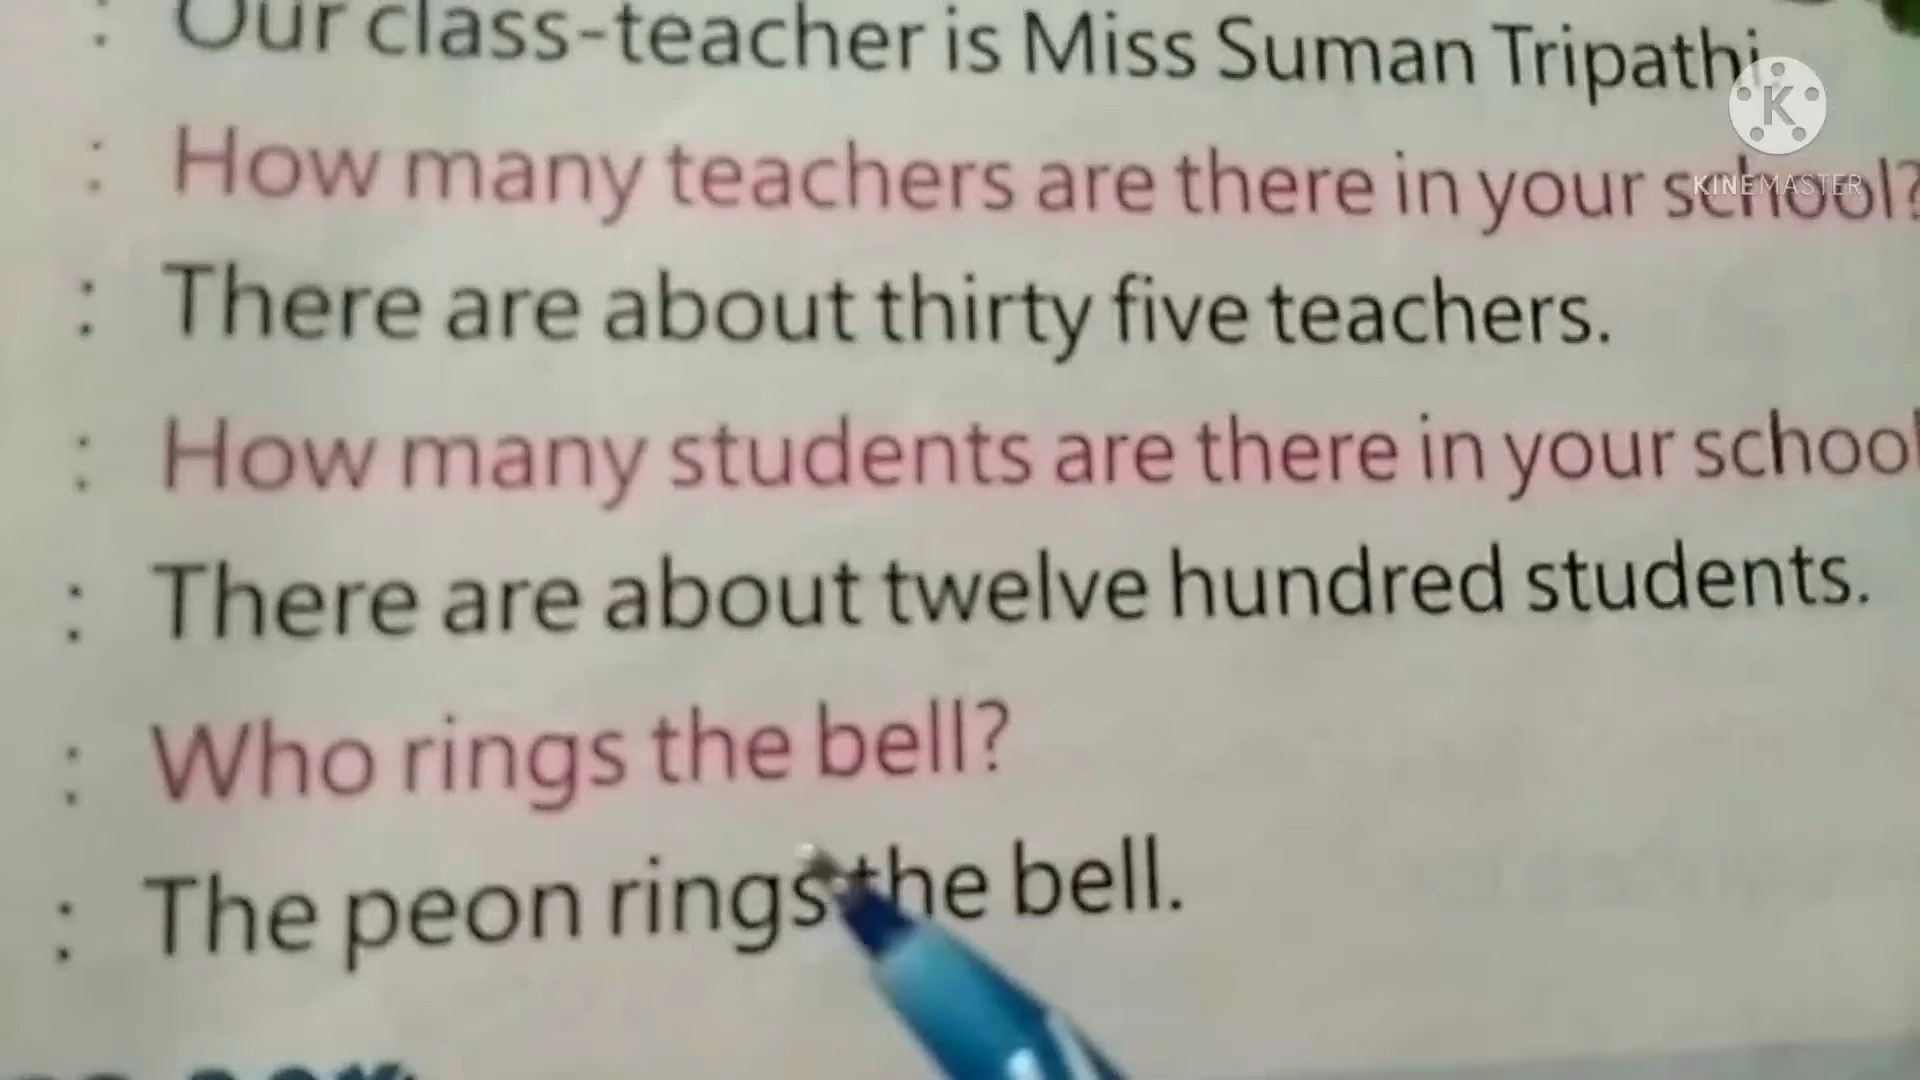 : Our class-teacher is Miss Suman Tripathi
: How many teachers are there in your school?
: There are about thirty five teachers.
: How many students are there in your school
: There are about twelve hundred students.
: Who rings the bell?
: The peon rings the bell.
K
KINEMASTER